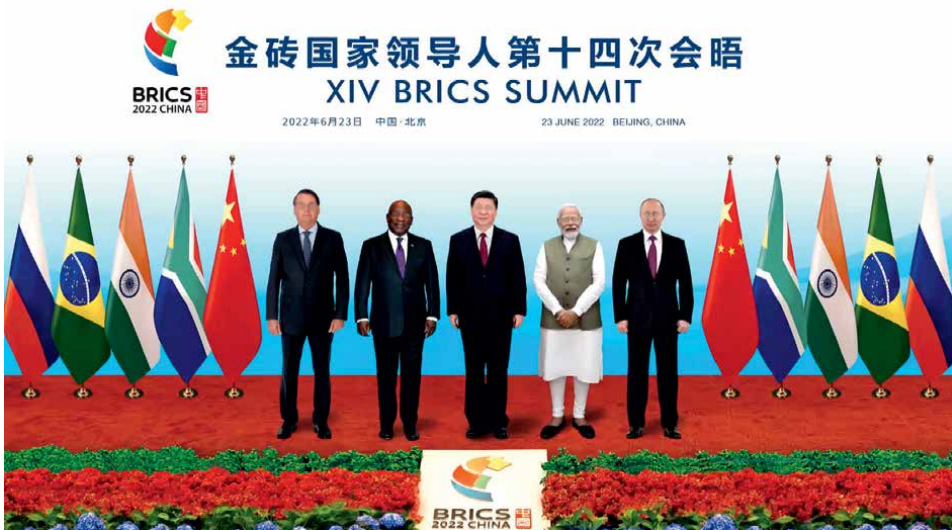 金砖国家领导人第十四次会晤
XIV BRICS SUMMIT
BRICS 中国
2022 CHINA
2022年6月23日 中国·北京
23 JUNE 2022 BEIJING, CHINA
BRICS 中国
2022 CHINA